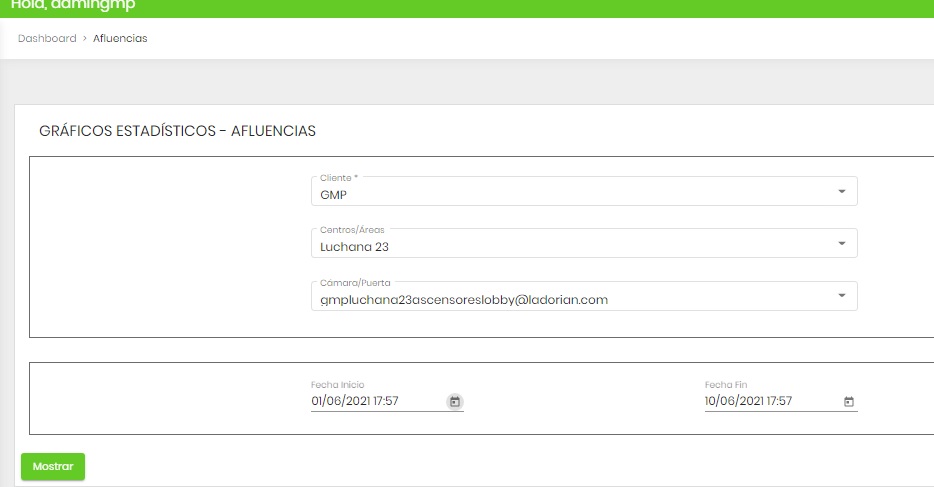 Hola, admingmp
Dashboard > Afluencias
GRÁFICOS ESTADÍSTICOS - AFLUENCIAS
Cliente *
GMP
Centros/Áreas
Luchana 23
Cámara/Puerta
gmpluchana23ascensoreslobby@ladorian.com
Fecha Inicio
Fecha Fin
01/06/2021 17:57
10/06/2021 17:57
Mostrar